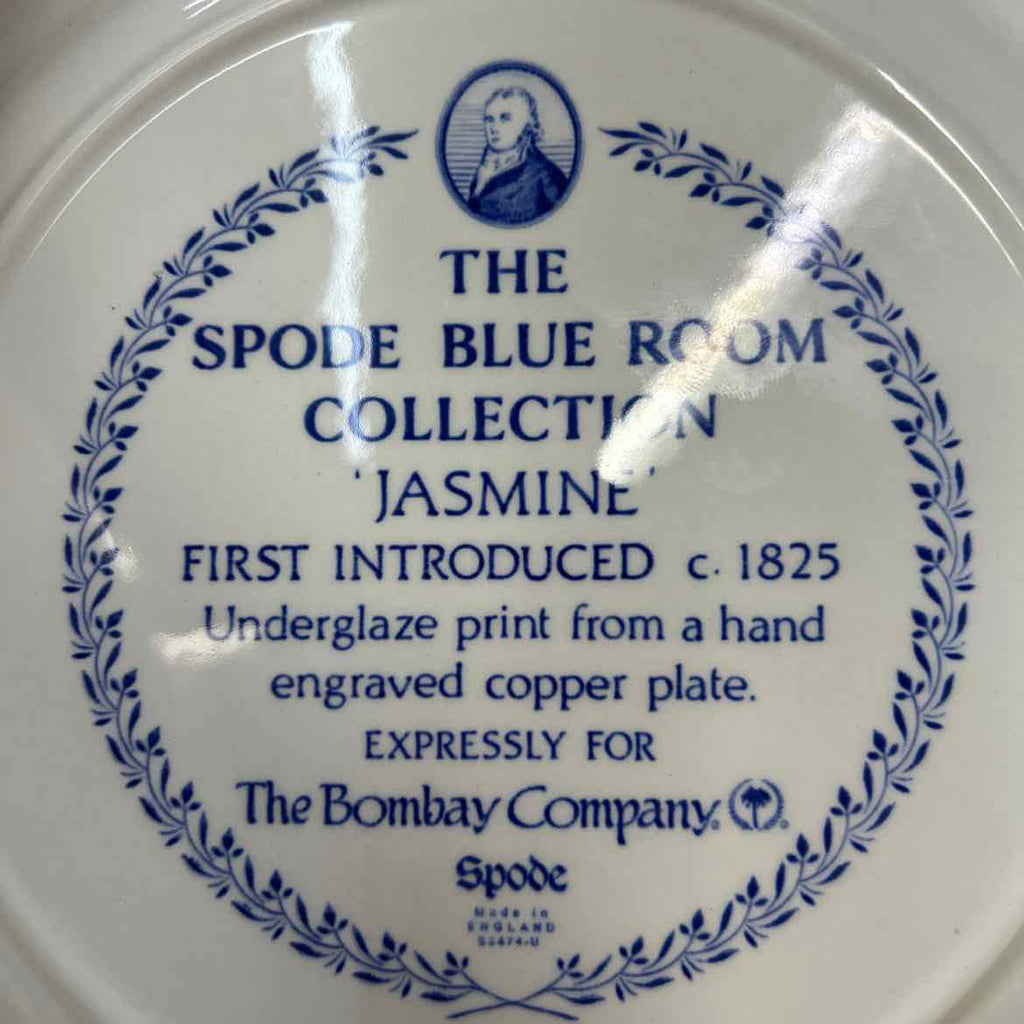 THE
SPODE BLUE ROOM
COLLECTION
'JASMINE'
FIRST INTRODUCED c. 1825
Underglaze print from a hand
engraved copper plate.
EXPRESSLY FOR
The Bombay Company.
Spode
Made in
ENGLAND